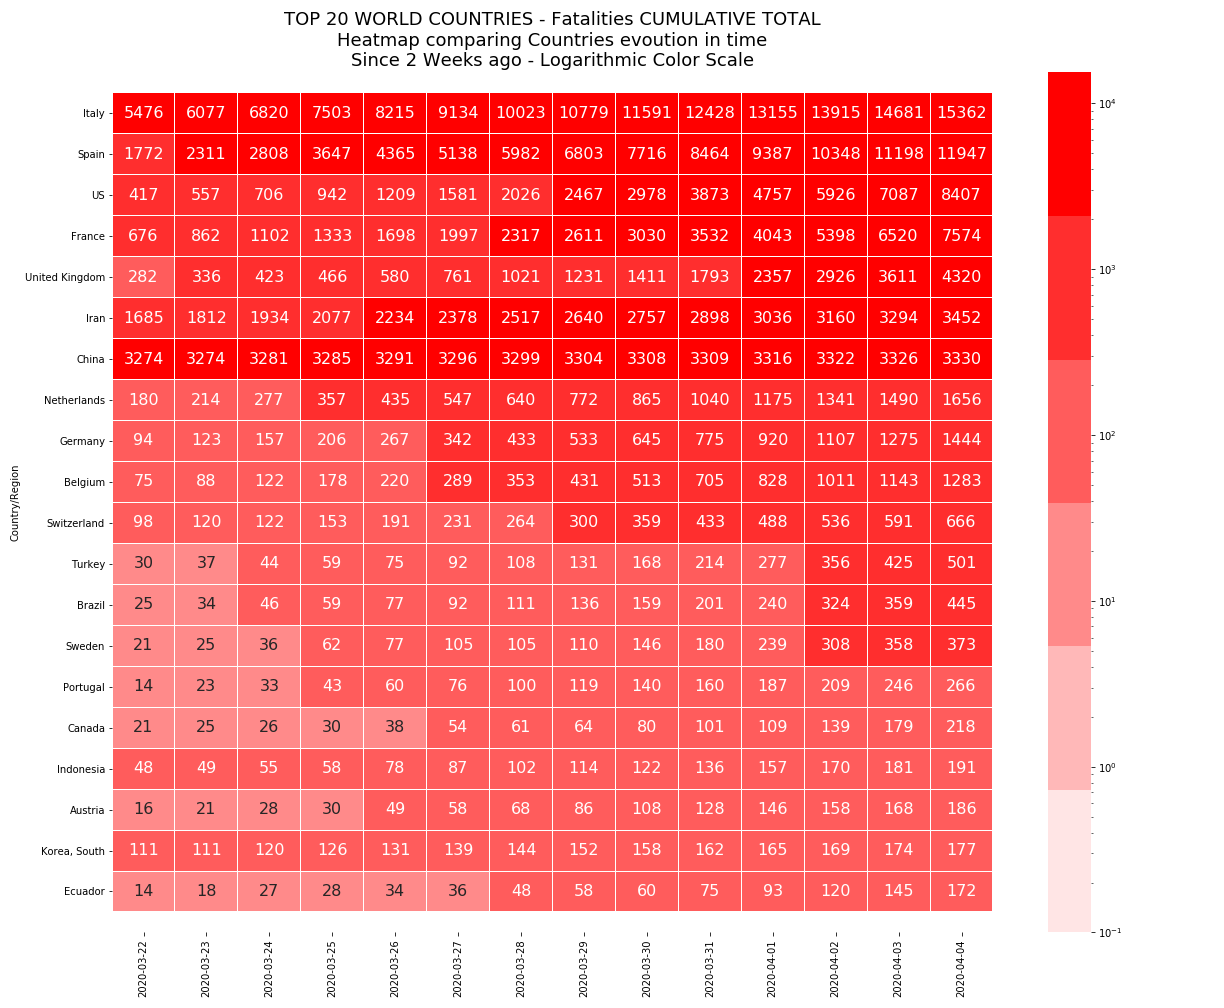 TOP 20 WORLD COUNTRIES - Fatalities CUMULATIVE TOTAL
Heatmap comparing Countries evoution in time
Since 2 Weeks ago - Logarithmic Color Scale
Country/Region
Italy 5476 6077 6820 7503 8215 9134 10023 10779 11591 12428 13155 13915 14681 15362
Spain 1772 2311 2808 3647 4365 5138 5982 6803 7716 8464 9387 10348 11198 11947
US 417 557 706 942 1209 1581 2026 2467 2978 3873 4757 5926 7087 8407
France 676 862 1102 1333 1698 1997 2317 2611 3030 3532 4043 5398 6520 7574
United Kingdom 282 336 423 466 580 761 1021 1231 1411 1793 2357 2926 3611 4320
Iran 1685 1812 1934 2077 2234 2378 2517 2640 2757 2898 3036 3160 3294 3452
China 3274 3274 3281 3285 3291 3296 3299 3304 3308 3309 3316 3322 3326 3330
Netherlands 180 214 277 357 435 547 640 772 865 1040 1175 1341 1490 1656
Germany 94 123 157 206 267 342 433 533 645 775 920 1107 1275 1444
Belgium 75 88 122 178 220 289 353 431 513 705 828 1011 1143 1283
Switzerland 98 120 122 153 191 231 264 300 359 433 488 536 591 666
Turkey 30 37 44 59 75 92 108 131 168 214 277 356 425 501
Brazil 25 34 46 59 77 92 111 136 159 201 240 324 359 445
Sweden 21 25 36 62 77 105 105 110 146 180 239 308 358 373
Portugal 14 23 33 43 60 76 100 119 140 160 187 209 246 266
Canada 21 25 26 30 38 54 61 64 80 101 109 139 179 218
Indonesia 48 49 55 58 78 87 102 114 122 136 157 170 181 191
Austria 16 21 28 30 49 58 68 86 108 128 146 158 168 186
Korea, South 111 111 120 126 131 139 144 152 158 162 165 169 174 177
Ecuador 14 18 27 28 34 36 48 58 60 75 93 120 145 172
2020-03-22 2020-03-23 2020-03-24 2020-03-25 2020-03-26 2020-03-27 2020-03-28 2020-03-29 2020-03-30 2020-03-31 2020-04-01 2020-04-02 2020-04-03 2020-04-04
10⁴
10³
10²
10¹
10⁰
10⁻¹